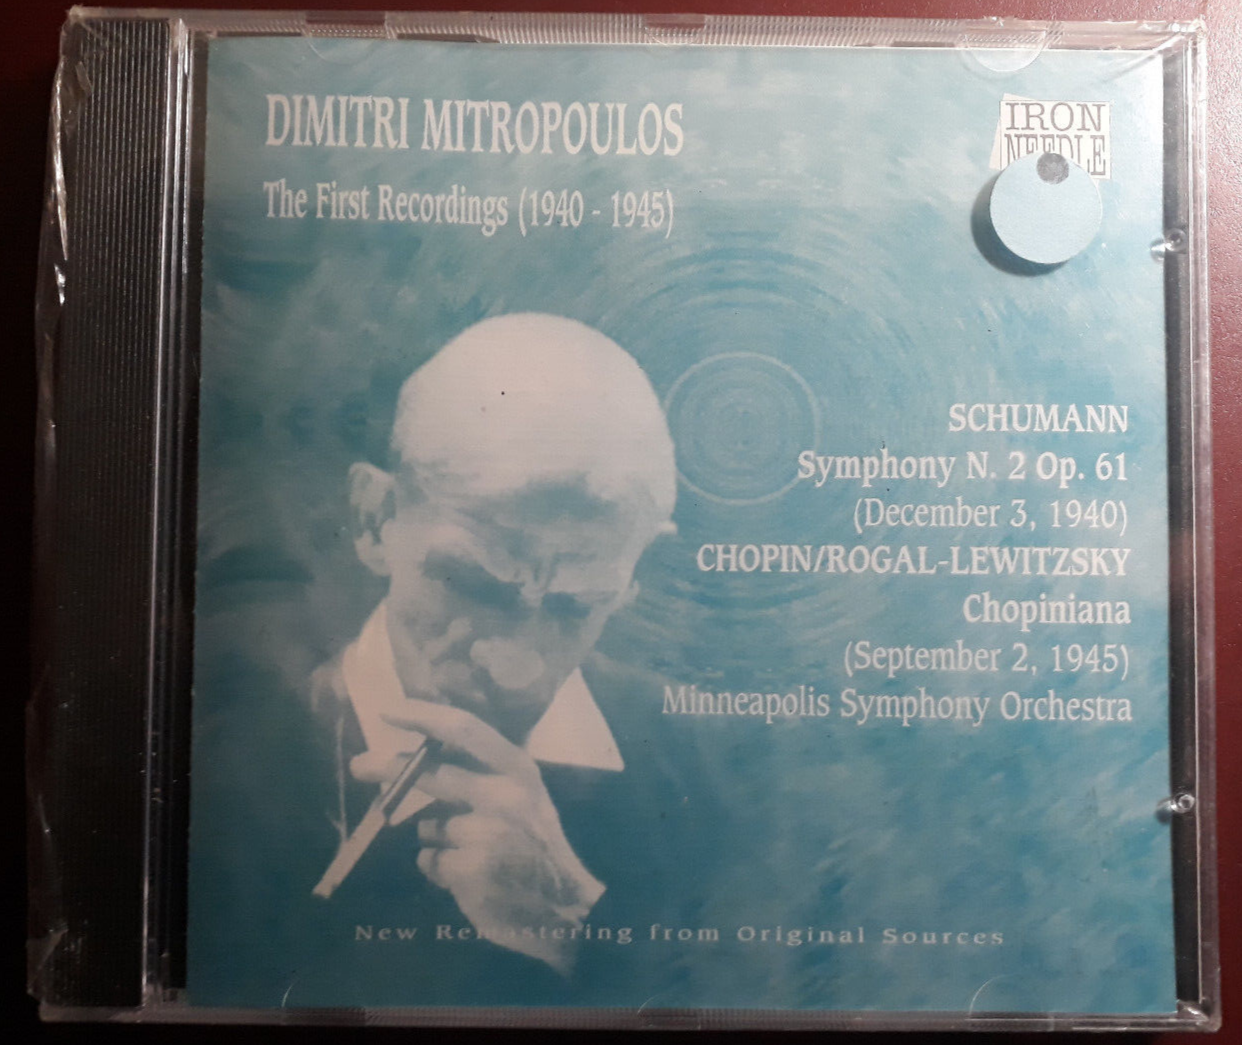 DIMITRI MITROPOULOS
The First Recordings (1940 - 1945)
IRON
NEEDLE
SCHUMANN
Symphony N. 2 Op. 61
(December 3, 1940)
CHOPIN/ROGAL-LEWITZSKY
Chopiniana
(September 2, 1945)
Minneapolis Symphony Orchestra
New Remastering from Original Sources